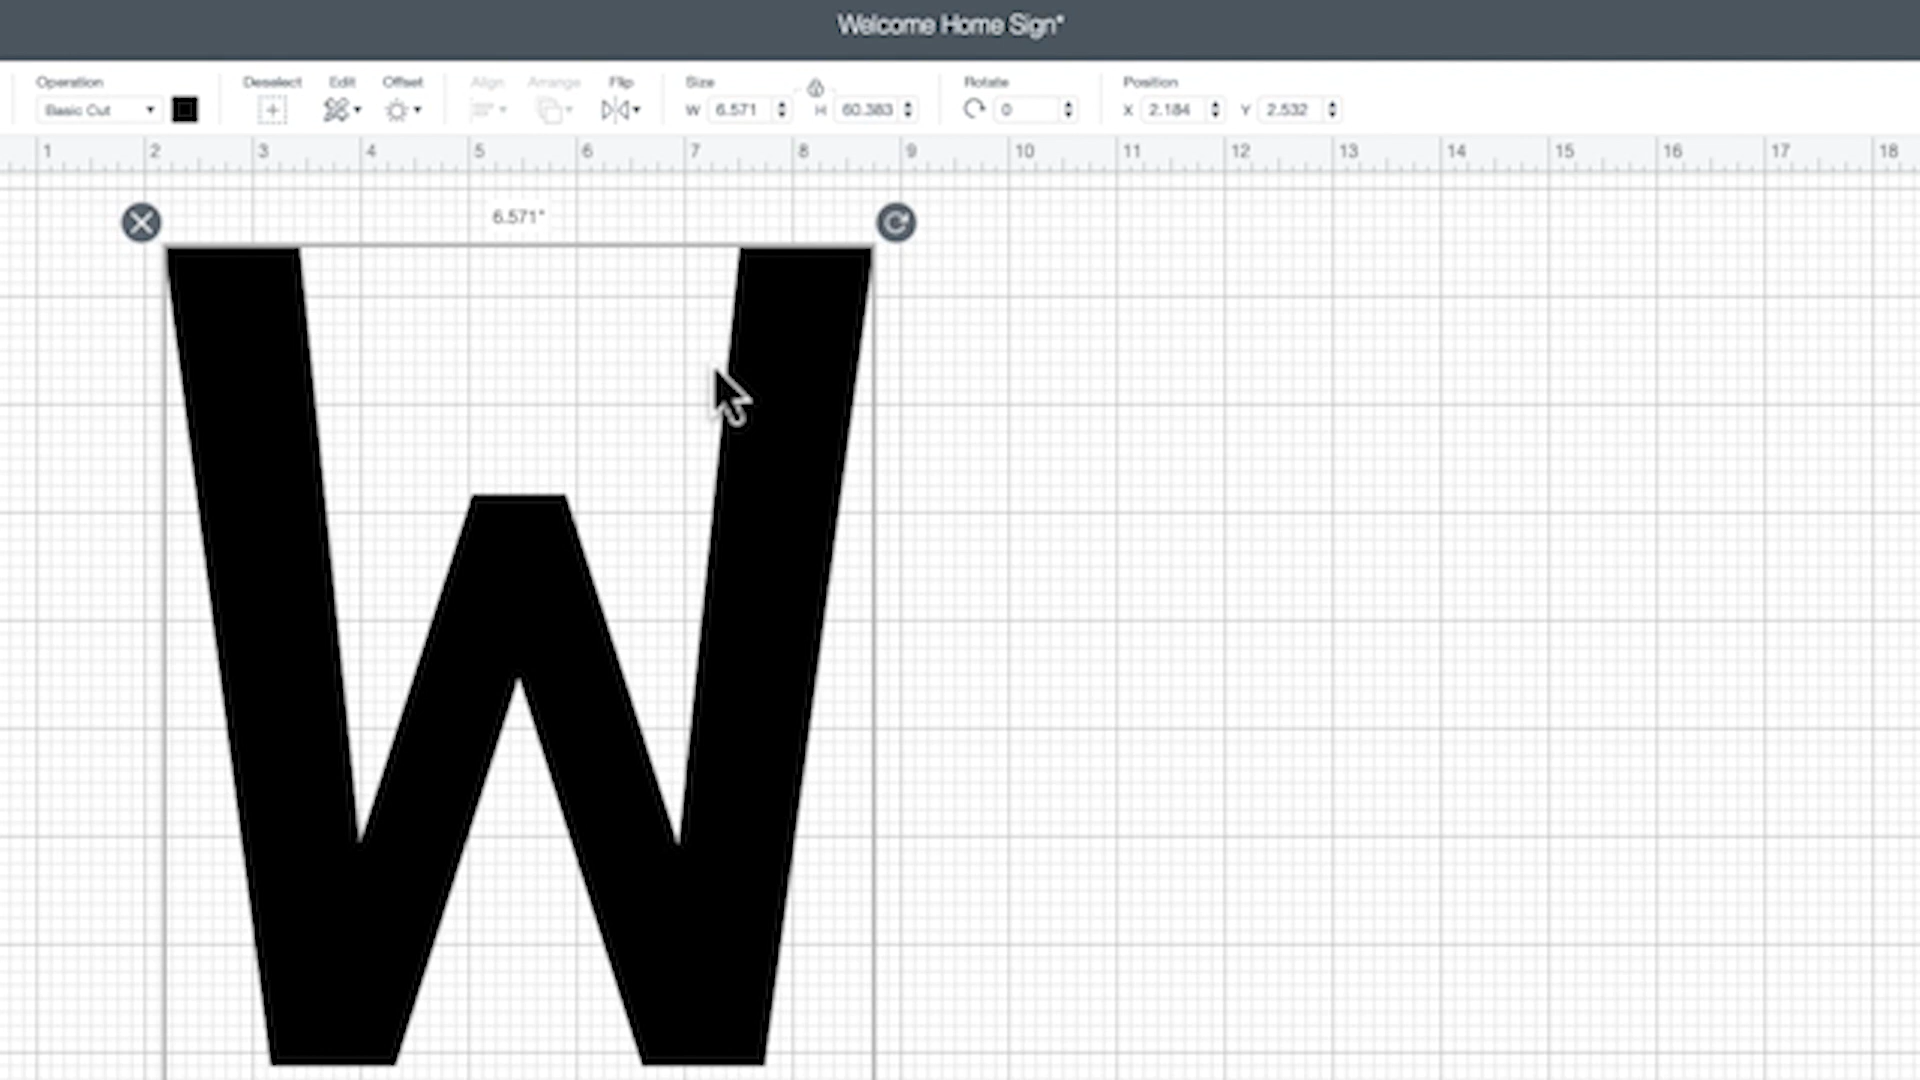 Welcome Home Sign*
Operation Deselect Edit Offset Align Arrange Flip Size Rotate Position
Basic Cut W 6.571 H 60.383 0 X 2.184 Y 2.532
1 2 3 4 5 6 7 8 9 10 11 12 13 14 15 16 17 18
6.571"
W